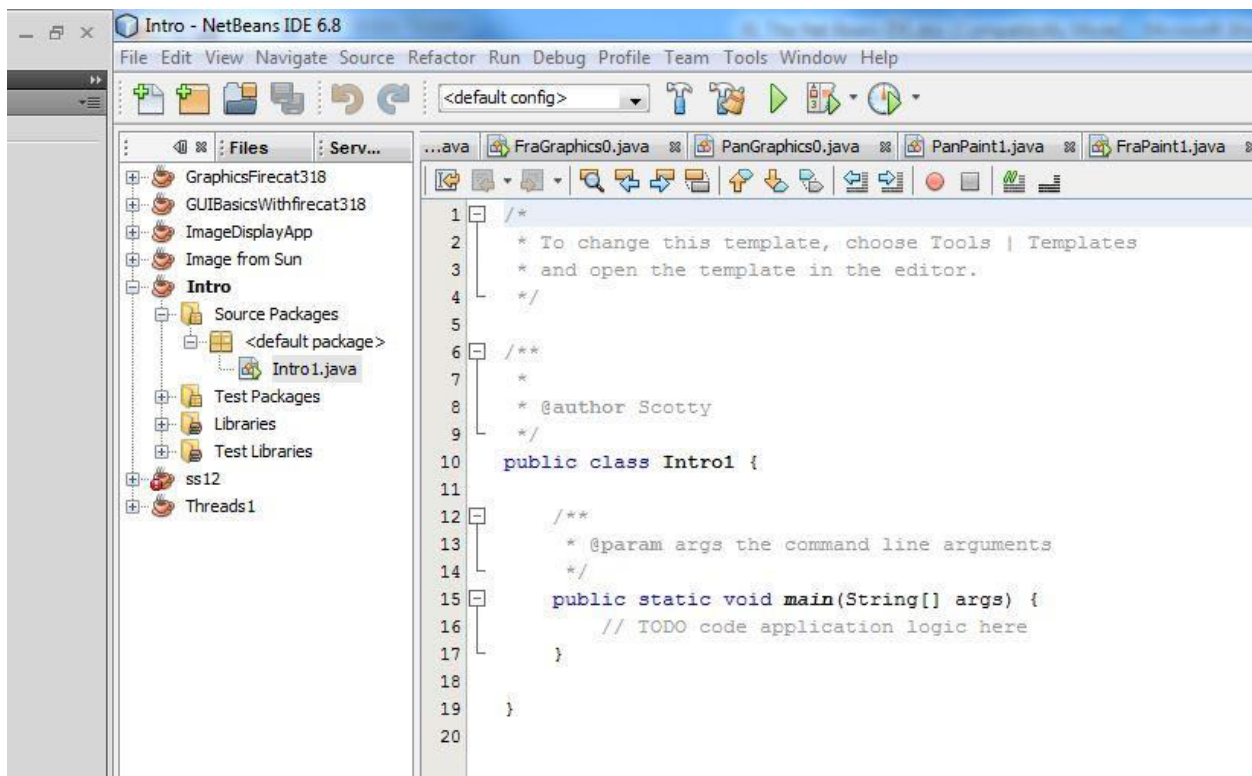 Intro - NetBeans IDE 6.8
File Edit View Navigate Source Refactor Run Debug Profile Team Tools Window Help
<default config>
Files Serv...
...ava FraGraphics0.java PanGraphics0.java PanPaint1.java FraPaint1.java
GraphicsFirecat318
GUIBasicsWithfirecat318
ImageDisplayApp
Image from Sun
Intro
Source Packages
<default package>
Intro1.java
Test Packages
Libraries
Test Libraries
ss12
Threads1
1 /*
2 * To change this template, choose Tools | Templates
3 * and open the template in the editor.
4 */
5
6 /**
7 *
8 * @author Scotty
9 */
10 public class Intro1 {
11
12 /**
13 * @param args the command line arguments
14 */
15 public static void main(String[] args) {
16 // TODO code application logic here
17 }
18
19 }
20